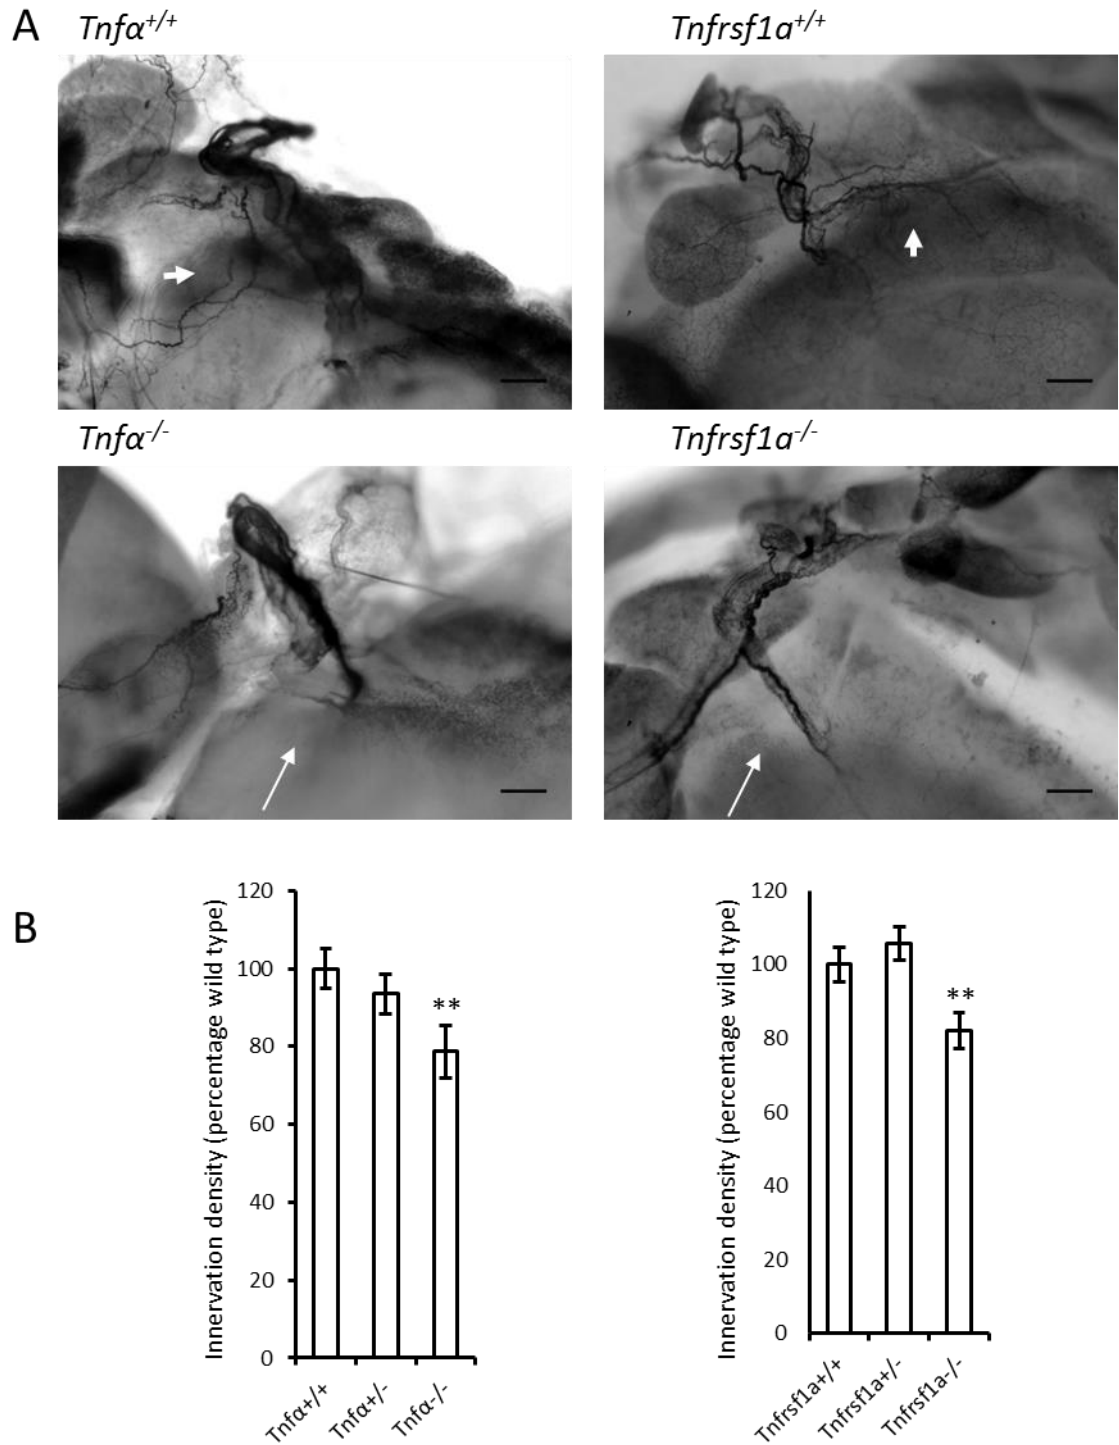 A
Tnfα+/+
Tnfrsf1a+/+
Tnfα-/-
Tnfrsf1a-/-
B
Innervation density (percentage wild type)
120
100
80
60
40
20
0
**
Tnfα+/+
Tnfα+/-
Tnfα-/-
Innervation density (percentage wild type)
120
100
80
60
40
20
0
**
Tnfrsf1a+/+
Tnfrsf1a+/-
Tnfrsf1a-/-